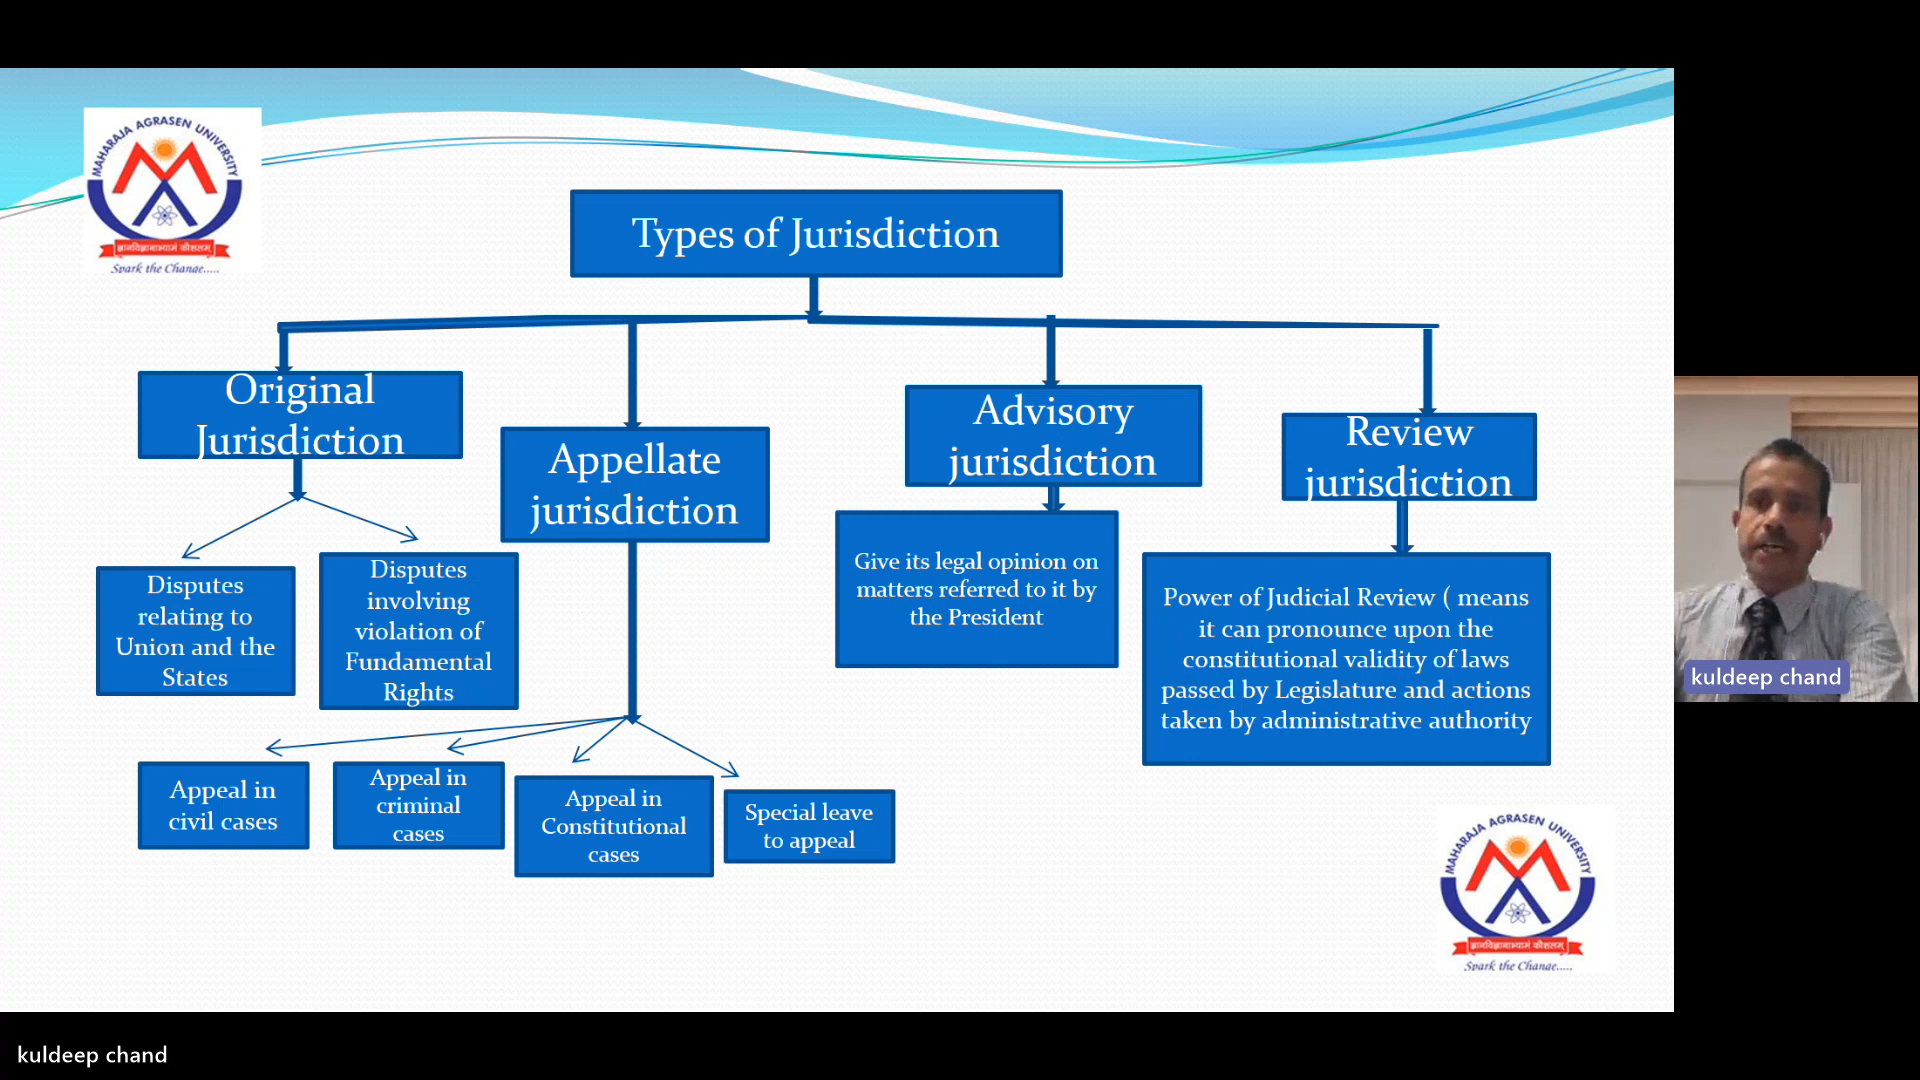 MAHARAJA AGRASEN UNIVERSITY
ज्ञानविज्ञानाभ्यां कौशलम्
Spark the Change.....
Types of Jurisdiction
Original
Jurisdiction
Appellate
jurisdiction
Advisory
jurisdiction
Review
jurisdiction
Disputes
relating to
Union and the
States
Disputes
involving
violation of
Fundamental
Rights
Give its legal opinion on
matters referred to it by
the President
Power of Judicial Review ( means
it can pronounce upon the
constitutional validity of laws
passed by Legislature and actions
taken by administrative authority
Appeal in
civil cases
Appeal in
criminal
cases
Appeal in
Constitutional
cases
Special leave
to appeal
MAHARAJA AGRASEN UNIVERSITY
ज्ञानविज्ञानाभ्यां कौशलम्
Spark the Change.....
kuldeep chand
kuldeep chand